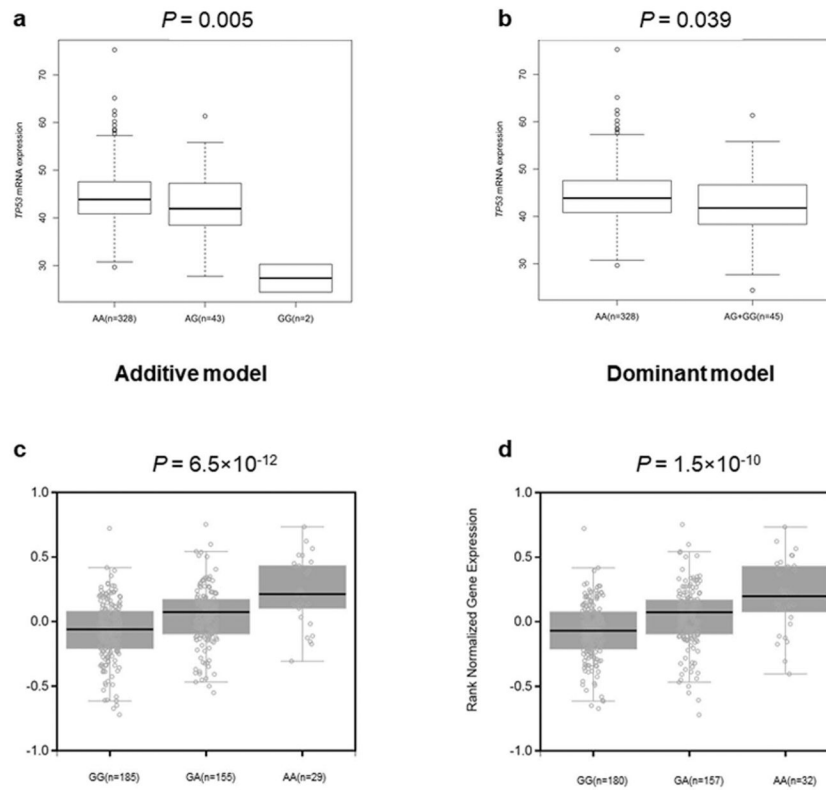 a
P = 0.005
TP53 mRNA expression
70
60
50
40
30
AA(n=328)
AG(n=43)
GG(n=2)
Additive model
b
P = 0.039
TP53 mRNA expression
70
60
50
40
30
AA(n=328)
AG+GG(n=45)
Dominant model
c
P = 6.5×10⁻¹²
1.0
0.5
0.0
-0.5
-1.0
GG(n=185)
GA(n=155)
AA(n=29)
d
P = 1.5×10⁻¹⁰
Rank Normalized Gene Expression
1.0
0.5
0.0
-0.5
-1.0
GG(n=180)
GA(n=157)
AA(n=32)